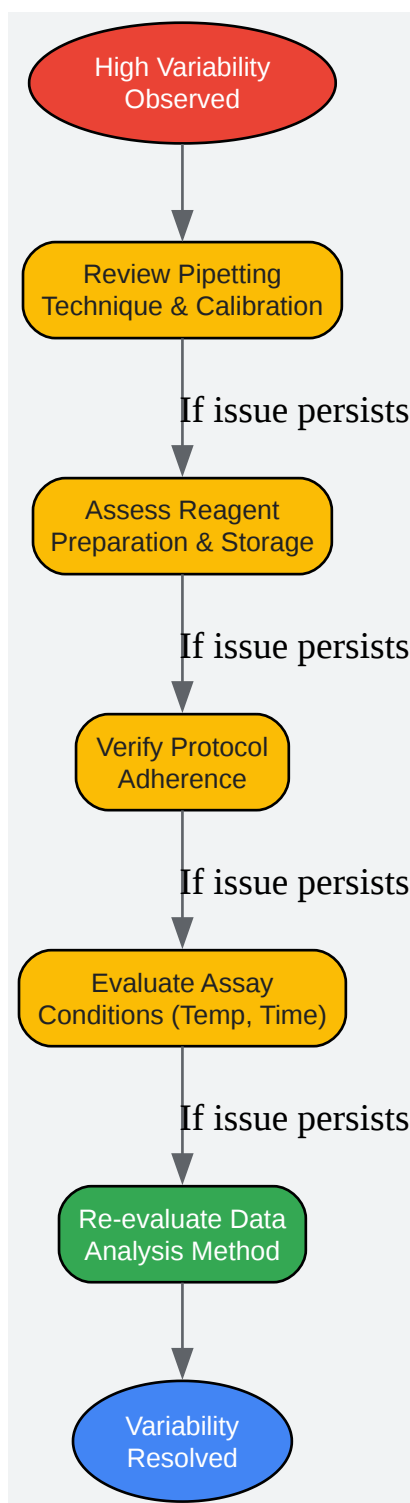 High Variability
Observed
Review Pipetting
Technique & Calibration
If issue persists
Assess Reagent
Preparation & Storage
If issue persists
Verify Protocol
Adherence
If issue persists
Evaluate Assay
Conditions (Temp, Time)
If issue persists
Re-evaluate Data
Analysis Method
Variability
Resolved